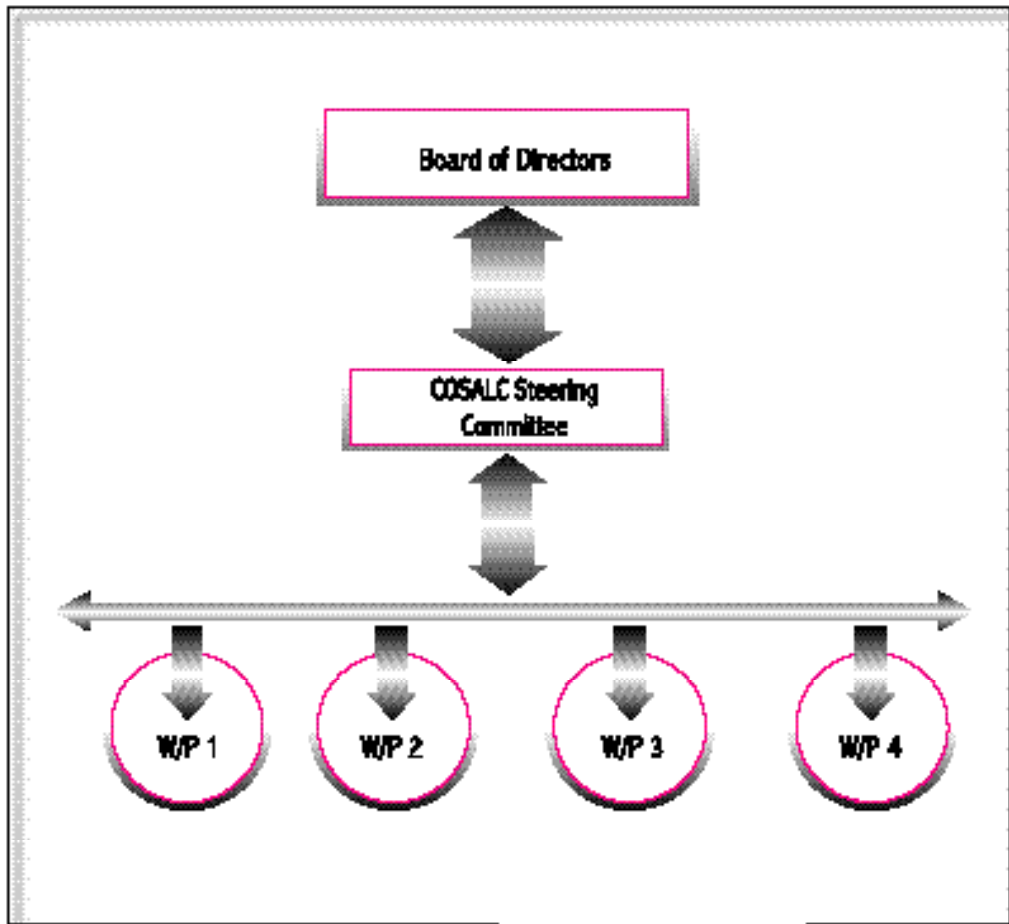 Board of Directors
COSALC Steering
Committee
W/P 1
W/P 2
W/P 3
W/P 4